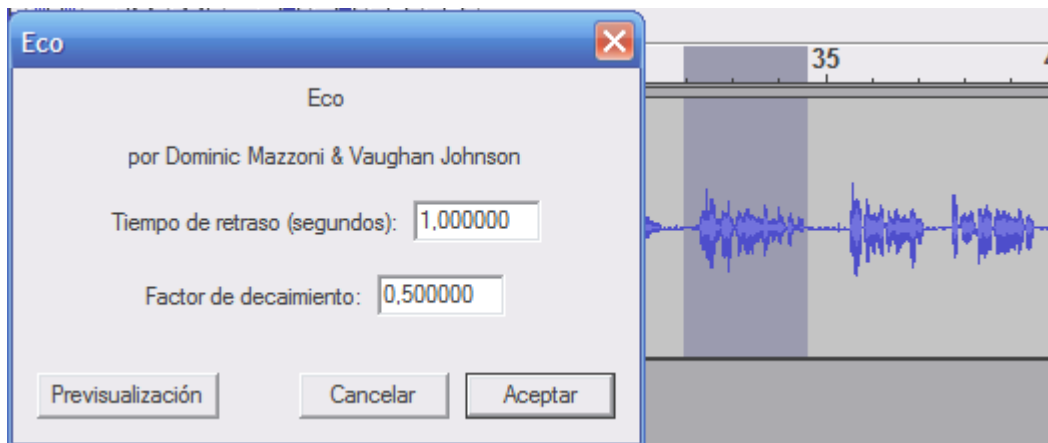 Eco
35
Eco
por Dominic Mazzoni & Vaughan Johnson
Tiempo de retraso (segundos): 1,000000
Factor de decaimiento: 0,500000
Previsualización Cancelar Aceptar